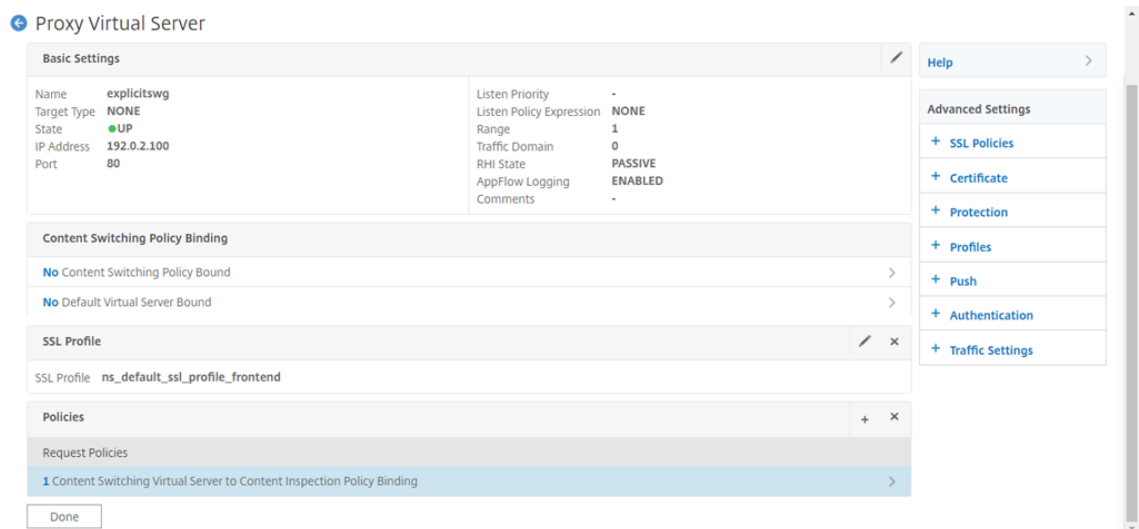 Proxy Virtual Server
Basic Settings
Name explicitswg
Target Type NONE
State UP
IP Address 192.0.2.100
Port 80
Listen Priority -
Listen Policy Expression NONE
Range 1
Traffic Domain 0
RHI State PASSIVE
AppFlow Logging ENABLED
Comments -
Content Switching Policy Binding
No Content Switching Policy Bound
No Default Virtual Server Bound
SSL Profile
SSL Profile ns_default_ssl_profile_frontend
Policies
Request Policies
1 Content Switching Virtual Server to Content Inspection Policy Binding
Done
Help
Advanced Settings
+ SSL Policies
+ Certificate
+ Protection
+ Profiles
+ Push
+ Authentication
+ Traffic Settings